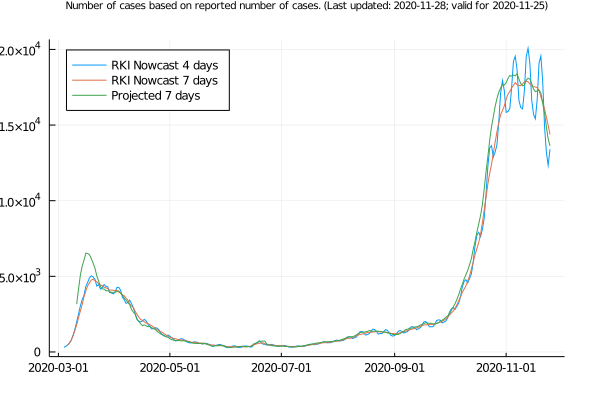 Number of cases based on reported number of cases. (Last updated: 2020-11-28; valid for 2020-11-25)
2.0×10⁴
1.5×10⁴
1.0×10⁴
5.0×10³
0
RKI Nowcast 4 days
RKI Nowcast 7 days
Projected 7 days
2020-03-01
2020-05-01
2020-07-01
2020-09-01
2020-11-01